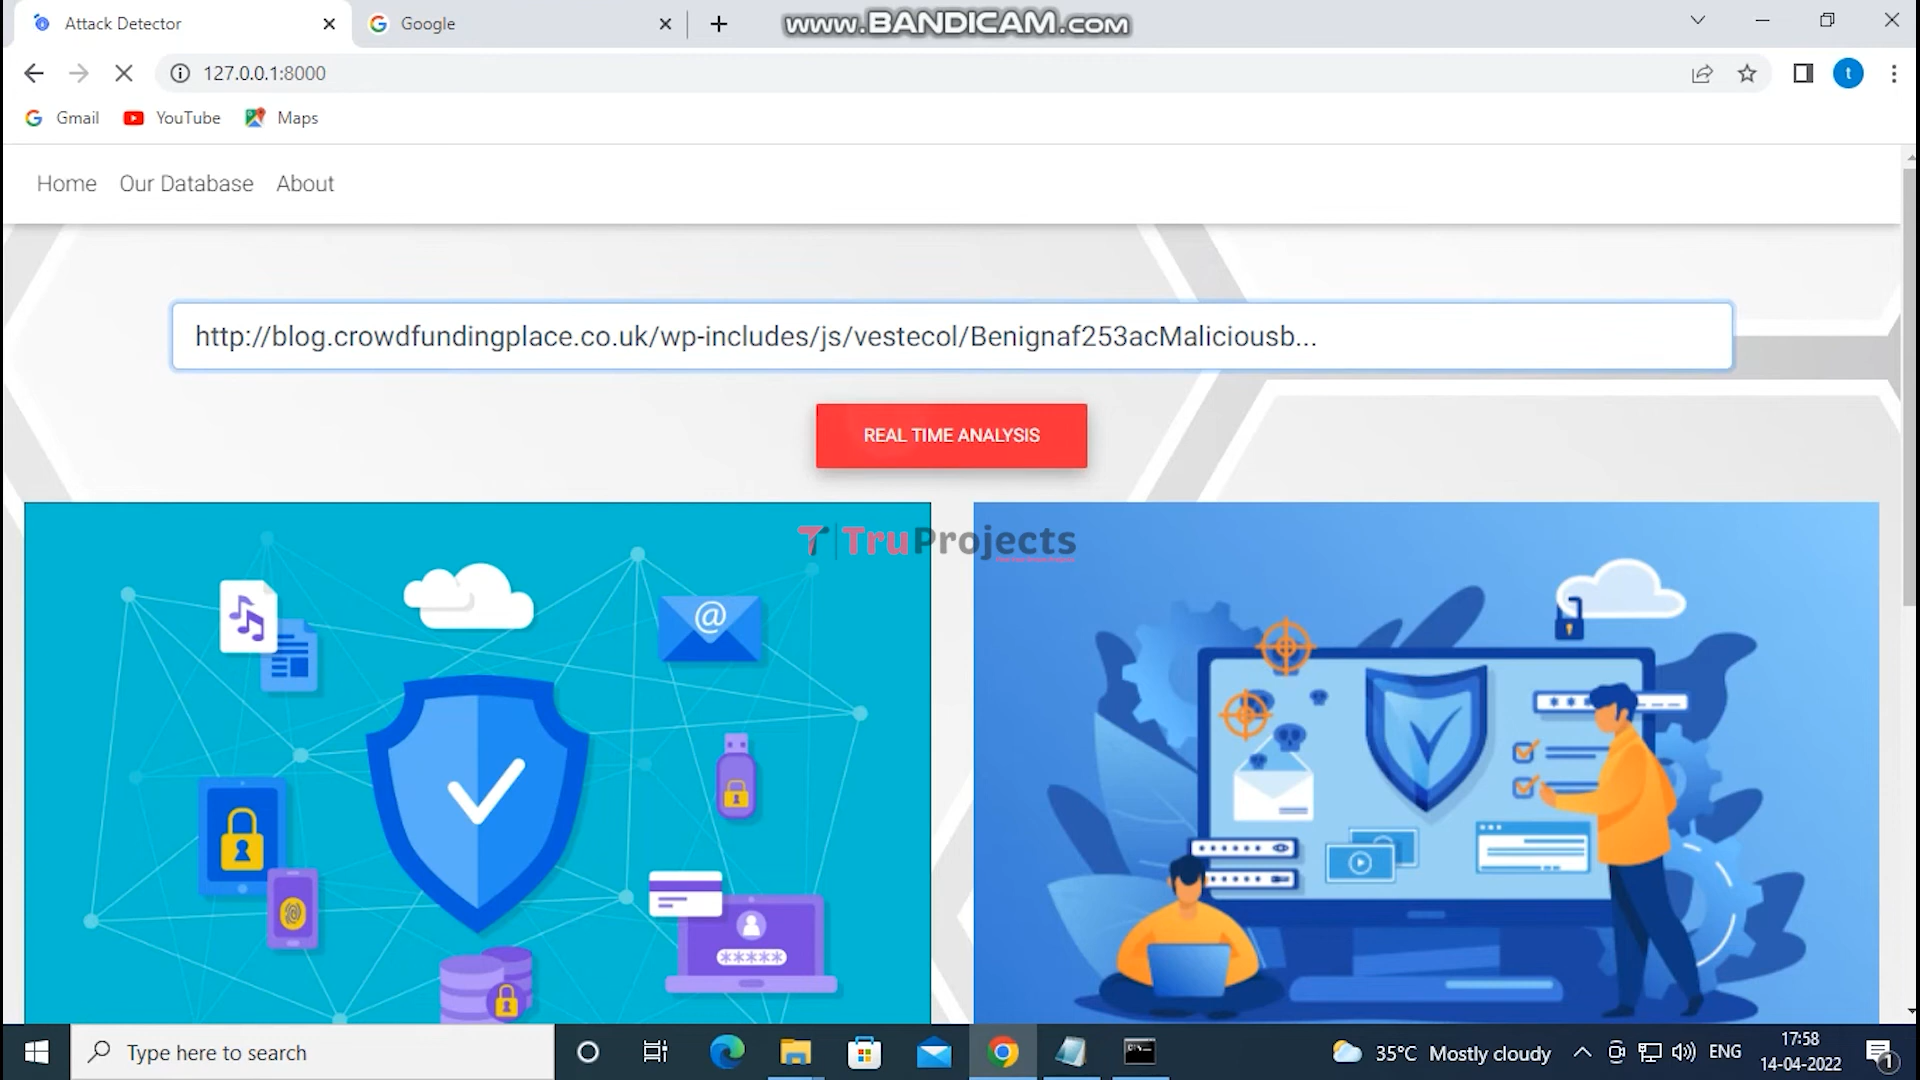 Attack Detector
Google
www.BANDICAM.com
127.0.0.1:8000
t
Gmail
YouTube
Maps
Home
Our Database
About
http://blog.crowdfundingplace.co.uk/wp-includes/js/vestecol/Benignaf253acMaliciousb...
REAL TIME ANALYSIS
T TruProjects
@
*****
Type here to search
35°C Mostly cloudy
ENG
17:58
14-04-2022
1